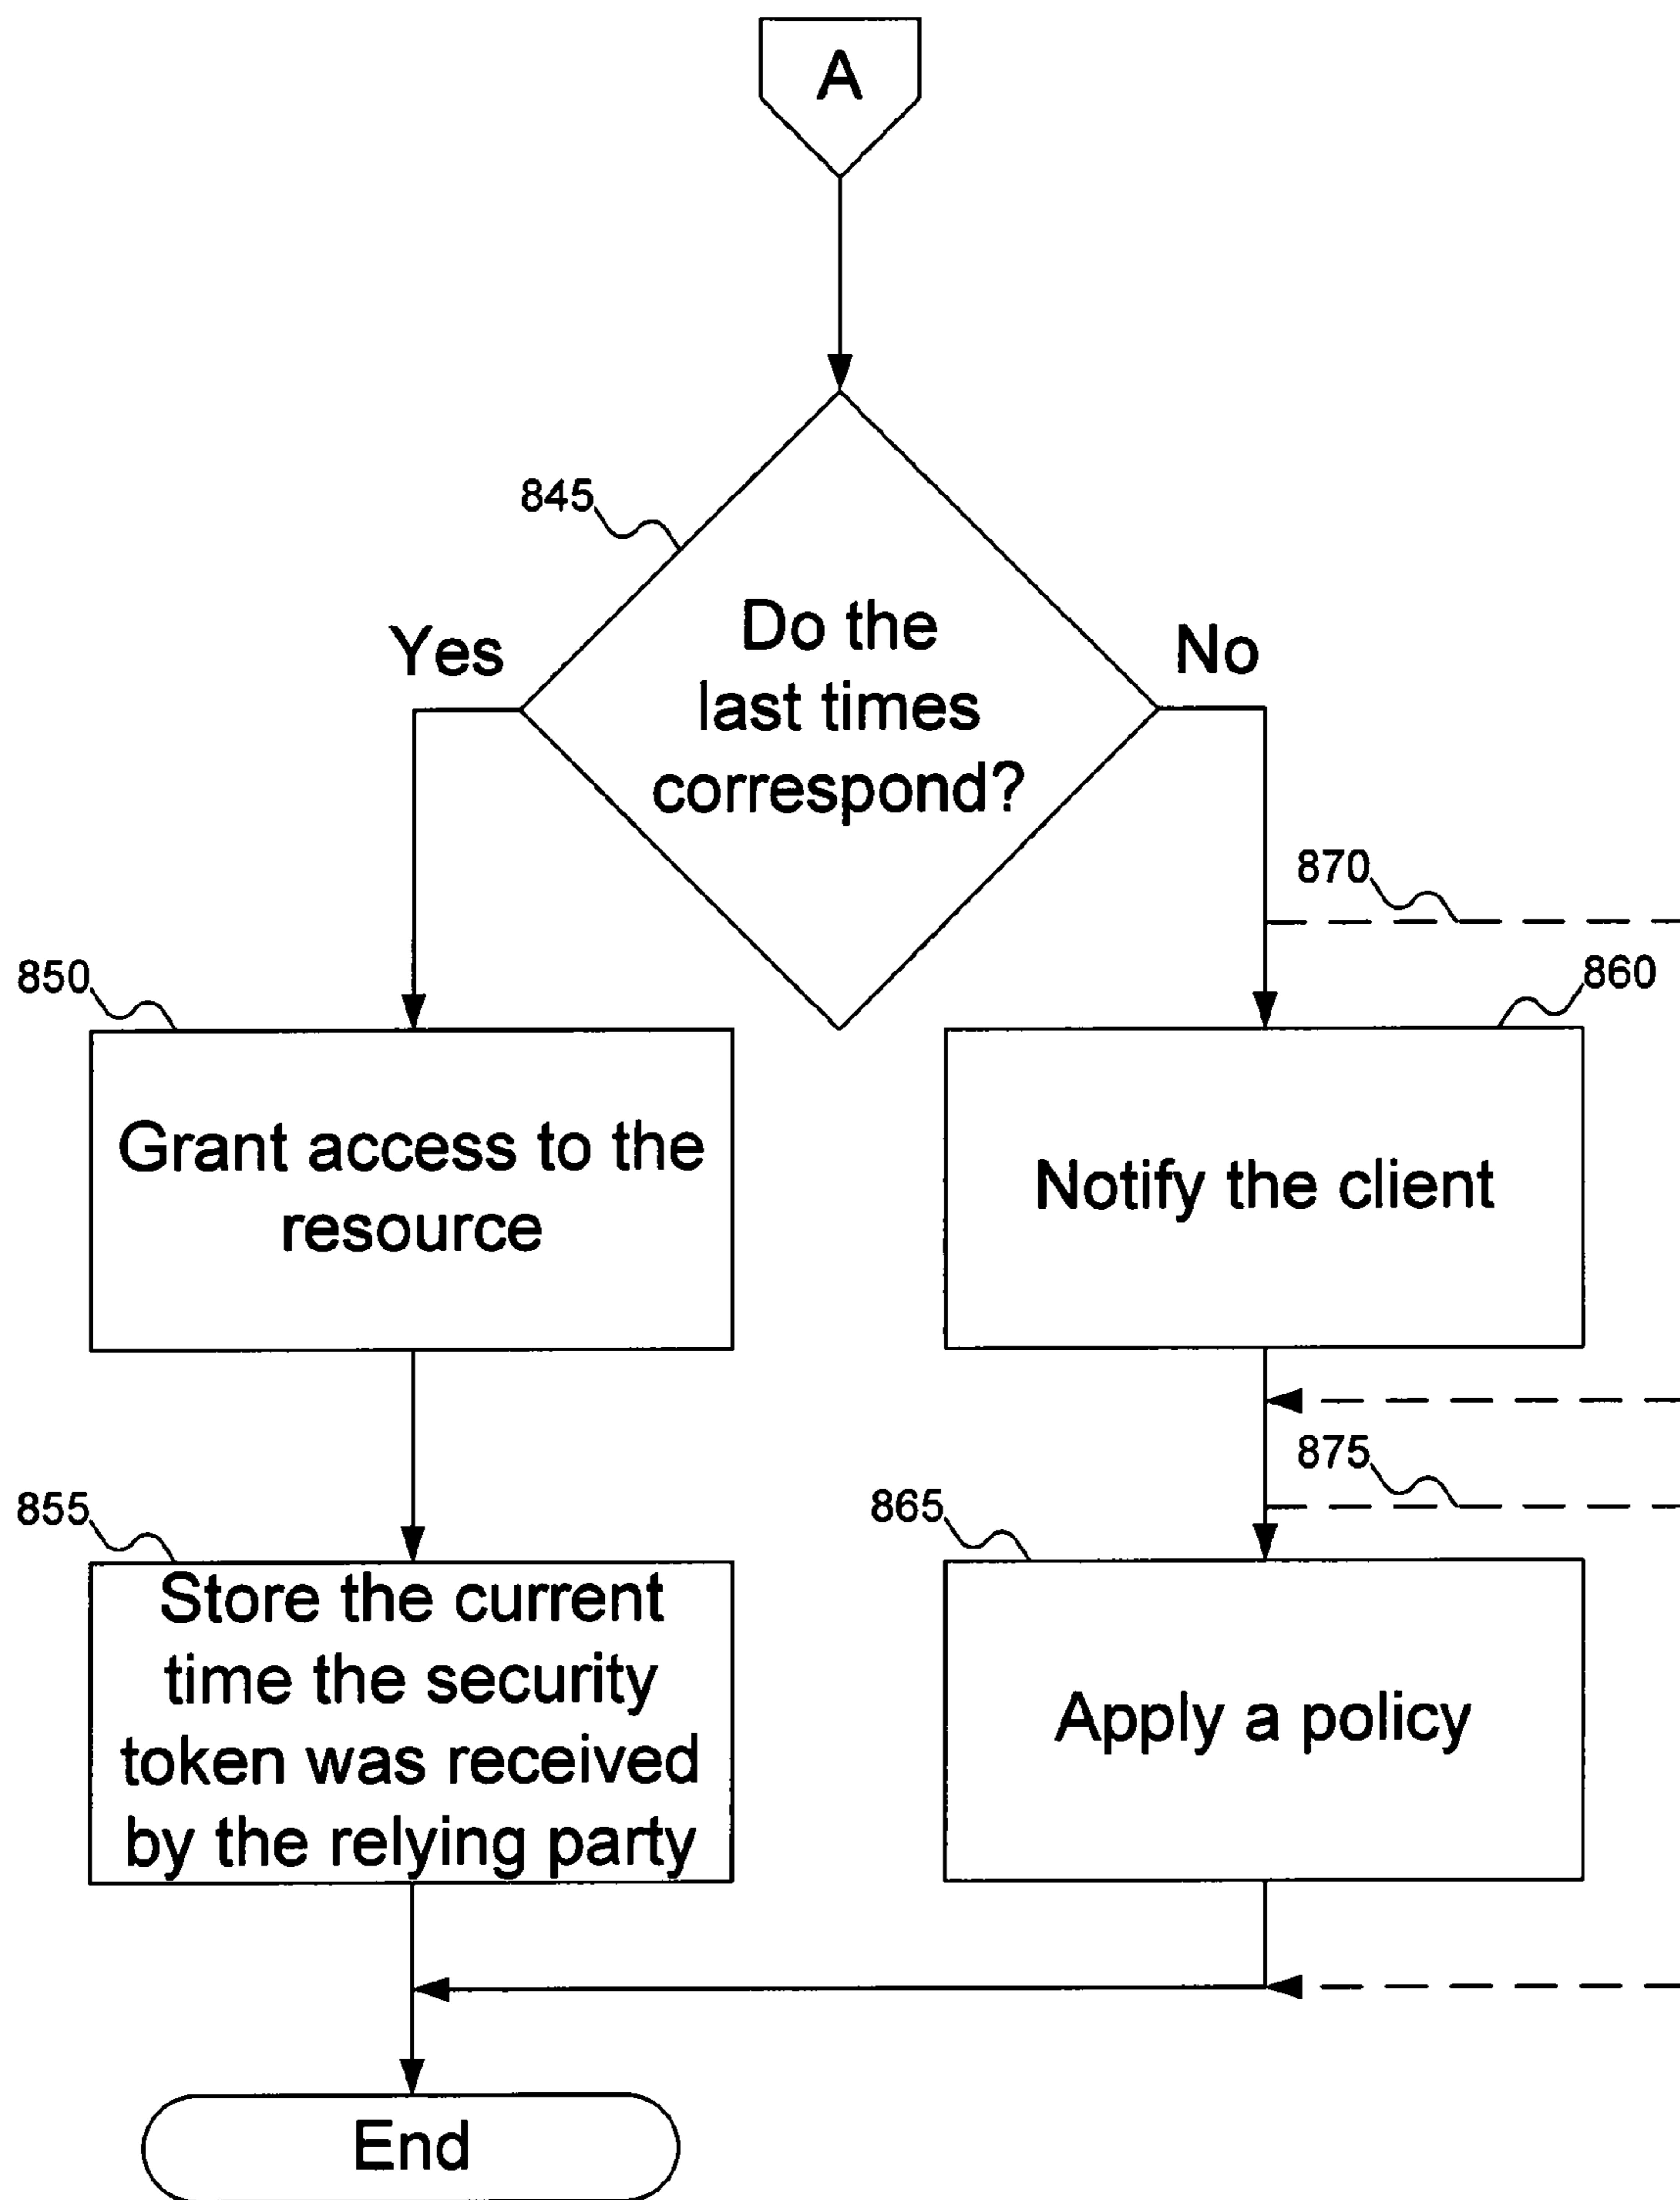 A
845
Do the
last times
correspond?
Yes
No
870
850
860
Grant access to the
resource
Notify the client
875
855
865
Store the current
time the security
token was received
by the relying party
Apply a policy
End